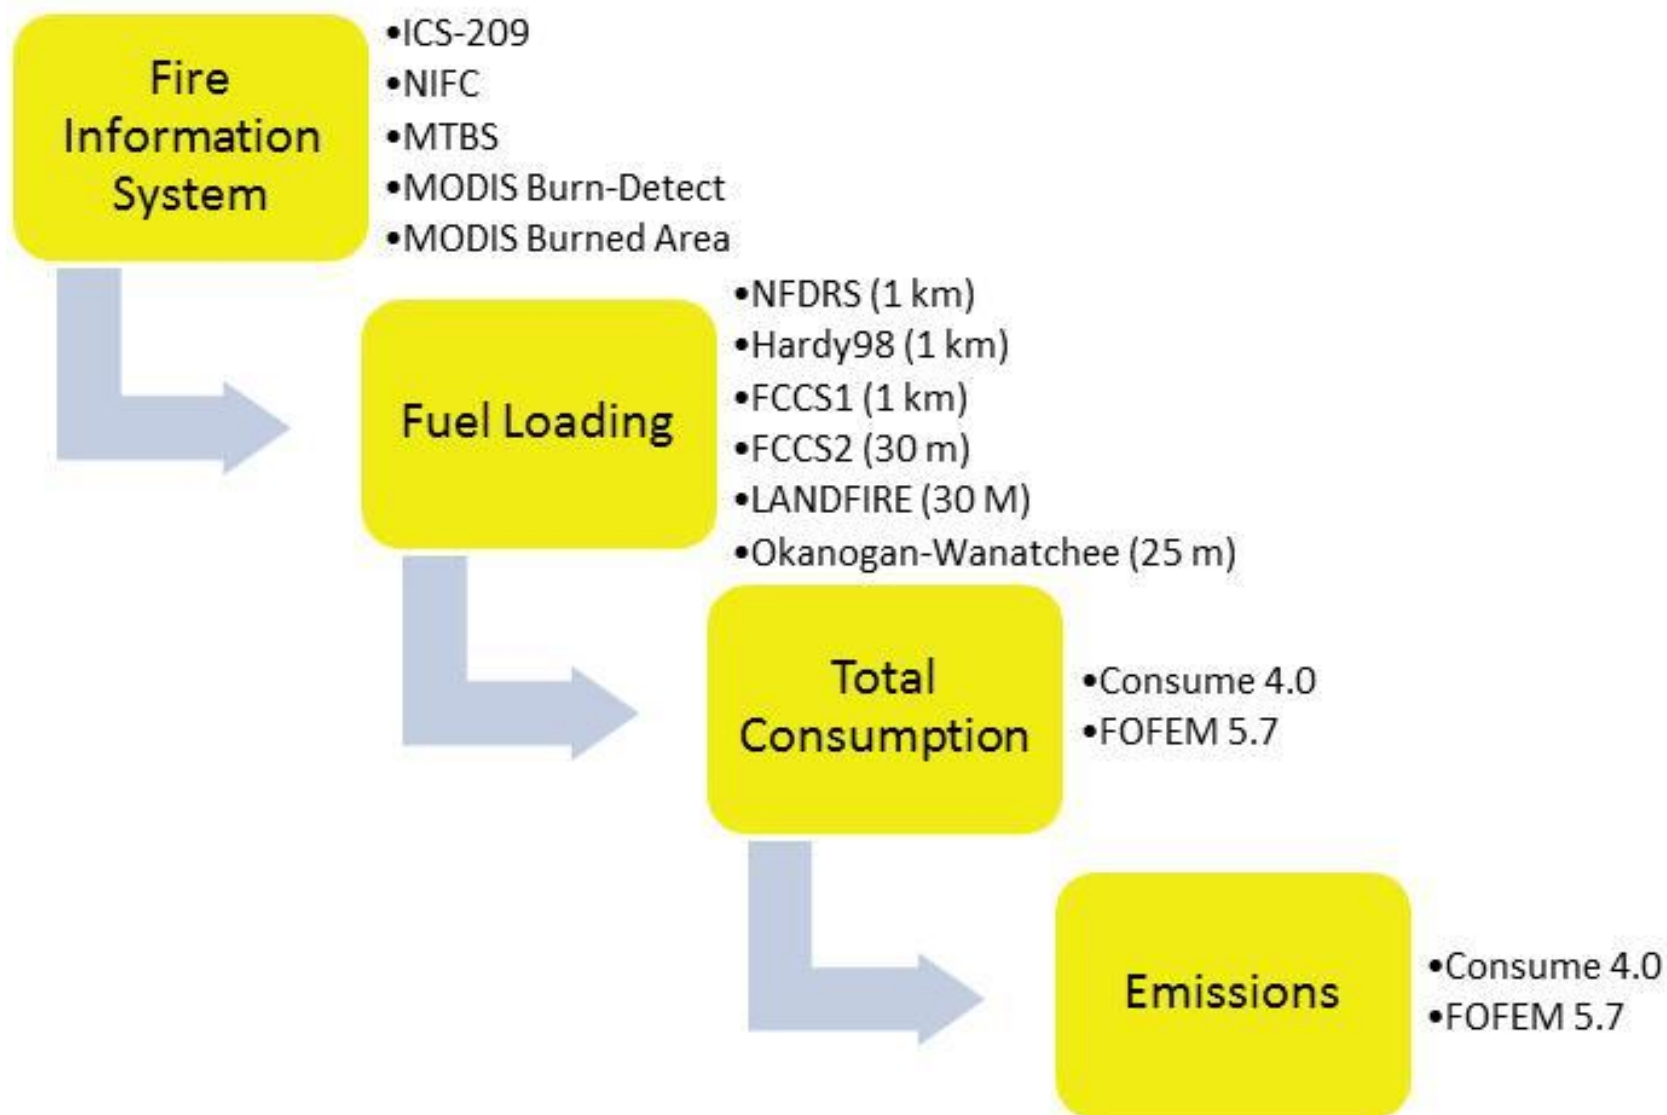 Fire
Information
System
•ICS-209
•NIFC
•MTBS
•MODIS Burn-Detect
•MODIS Burned Area
Fuel Loading
•NFDRS (1 km)
•Hardy98 (1 km)
•FCCS1 (1 km)
•FCCS2 (30 m)
•LANDFIRE (30 M)
•Okanogan-Wanatchee (25 m)
Total
Consumption
•Consume 4.0
•FOFEM 5.7
Emissions
•Consume 4.0
•FOFEM 5.7